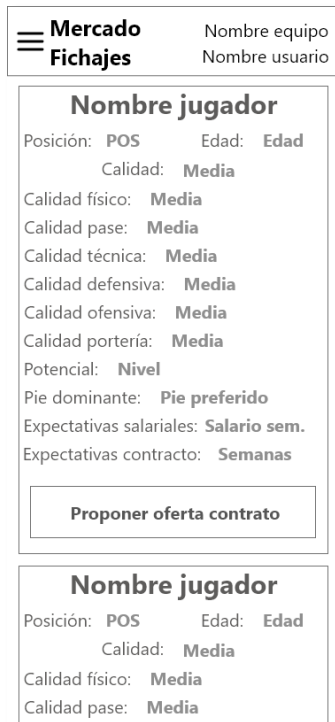 Mercado Nombre equipo
Fichajes Nombre usuario
Nombre jugador
Posición: POS Edad: Edad
Calidad: Media
Calidad físico: Media
Calidad pase: Media
Calidad técnica: Media
Calidad defensiva: Media
Calidad ofensiva: Media
Calidad portería: Media
Potencial: Nivel
Pie dominante: Pie preferido
Expectativas salariales: Salario sem.
Expectativas contracto: Semanas
Proponer oferta contrato
Nombre jugador
Posición: POS Edad: Edad
Calidad: Media
Calidad físico: Media
Calidad pase: Media